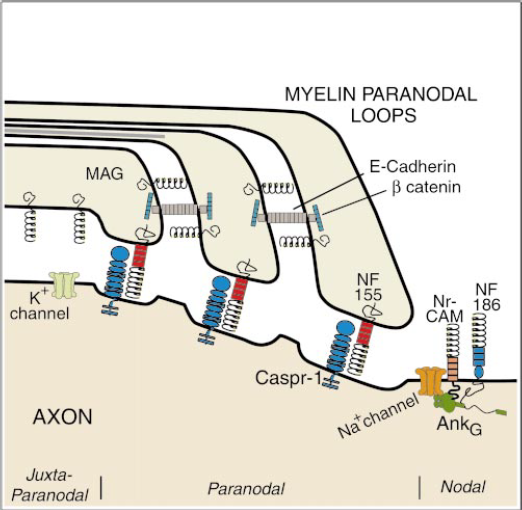 MYELIN PARANODAL
LOOPS
E-Cadherin
β catenin
MAG
NF
155
Nr-
CAM
NF
186
K+
channel
Caspr-1
Na+channel
AnkG
AXON
Juxta-
Paranodal
Paranodal
Nodal